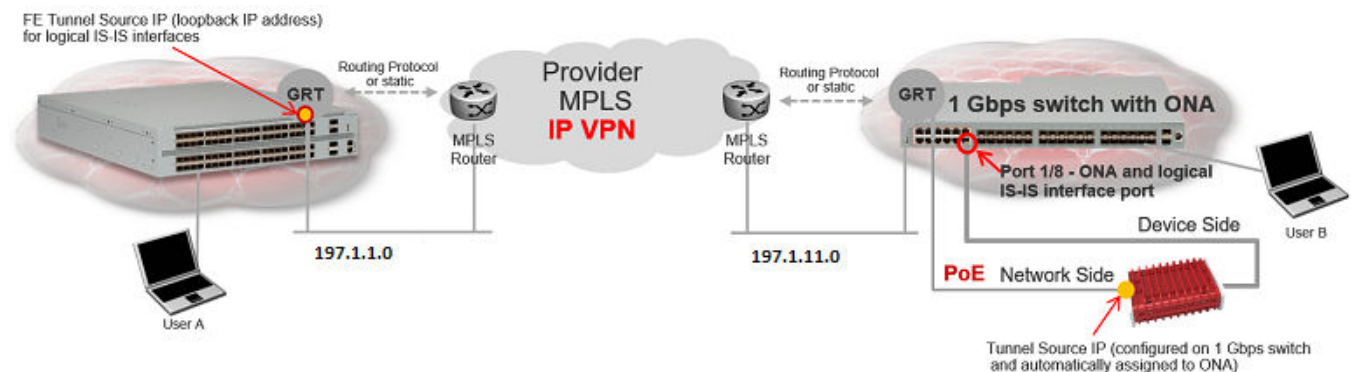 FE Tunnel Source IP (loopback IP address)
for logical IS-IS interfaces
GRT
Routing Protocol
or static
MPLS
Router
Provider
MPLS
IP VPN
Routing Protocol
or static
MPLS
Router
GRT
1 Gbps switch with ONA
Port 1/8 - ONA and logical
IS-IS interface port
User B
Device Side
197.1.1.0
197.1.11.0
PoE Network Side
User A
Tunnel Source IP (configured on 1 Gbps switch
and automatically assigned to ONA)